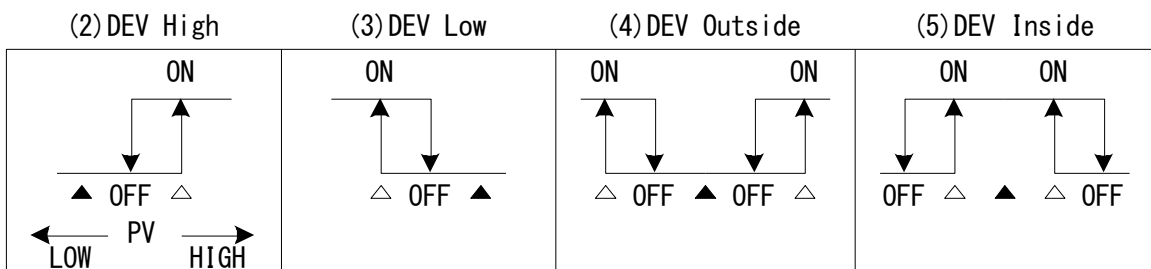 (2)DEV High
(3)DEV Low
(4)DEV Outside
(5)DEV Inside
ON
OFF
PV
LOW
HIGH
ON
OFF
ON
ON
OFF
OFF
ON
ON
OFF
OFF